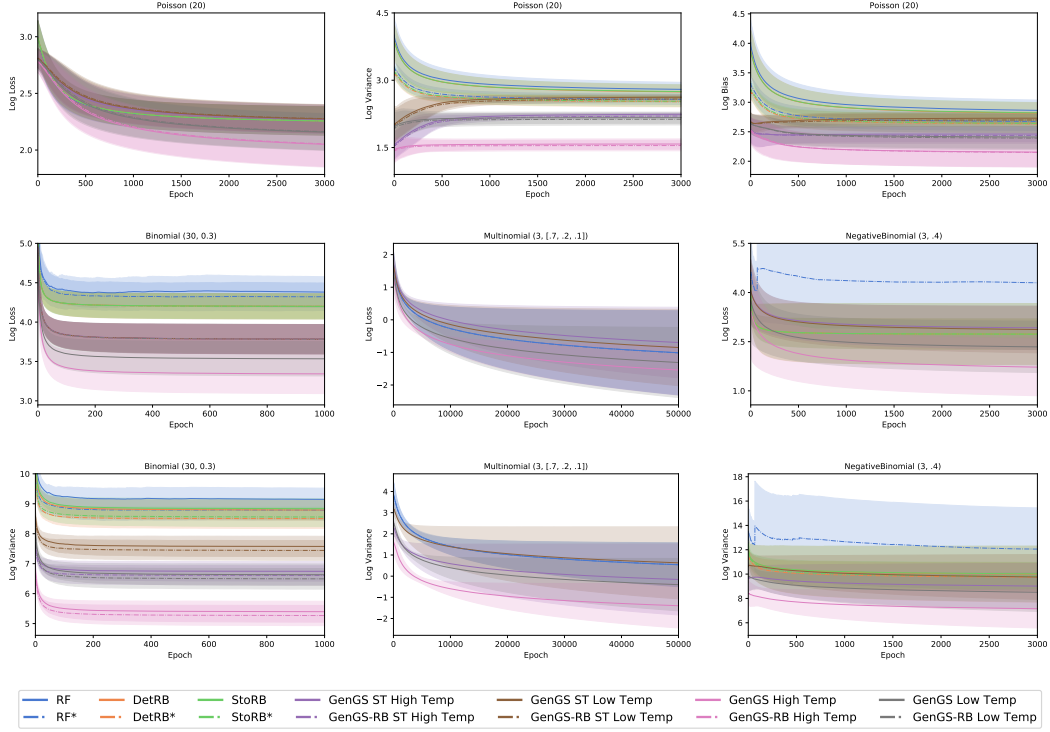 Poisson (20) Poisson (20) Poisson (20)
Log Loss
3.0
2.5
2.0
0 500 1000 1500 2000 2500 3000
Epoch
Log Variance
4.5
3.0
1.5
0 500 1000 1500 2000 2500 3000
Epoch
Log Bias
4.5
4.0
3.5
3.0
2.5
2.0
0 500 1000 1500 2000 2500 3000
Epoch
Binomial (30, 0.3)
Log Loss
5.0
4.5
4.0
3.5
3.0
0 200 400 600 800 1000
Epoch
Multinomial (3, [.7, .2, .1])
Log Loss
2
1
0
−1
−2
0 10000 20000 30000 40000 50000
Epoch
NegativeBinomial (3, .4)
Log Loss
5.5
4.0
2.5
1.0
0 500 1000 1500 2000 2500 3000
Epoch
Binomial (30, 0.3)
Log Variance
10
9
8
7
6
5
0 200 400 600 800 1000
Epoch
Multinomial (3, [.7, .2, .1])
Log Variance
4
3
2
1
0
−1
−2
0 10000 20000 30000 40000 50000
Epoch
NegativeBinomial (3, .4)
Log Variance
18
16
14
12
10
8
6
0 500 1000 1500 2000 2500 3000
Epoch
RF DetRB StoRB GenGS ST High Temp GenGS ST Low Temp GenGS High Temp GenGS Low Temp
RF* DetRB* StoRB* GenGS-RB ST High Temp GenGS-RB ST Low Temp GenGS-RB High Temp GenGS-RB Low Temp